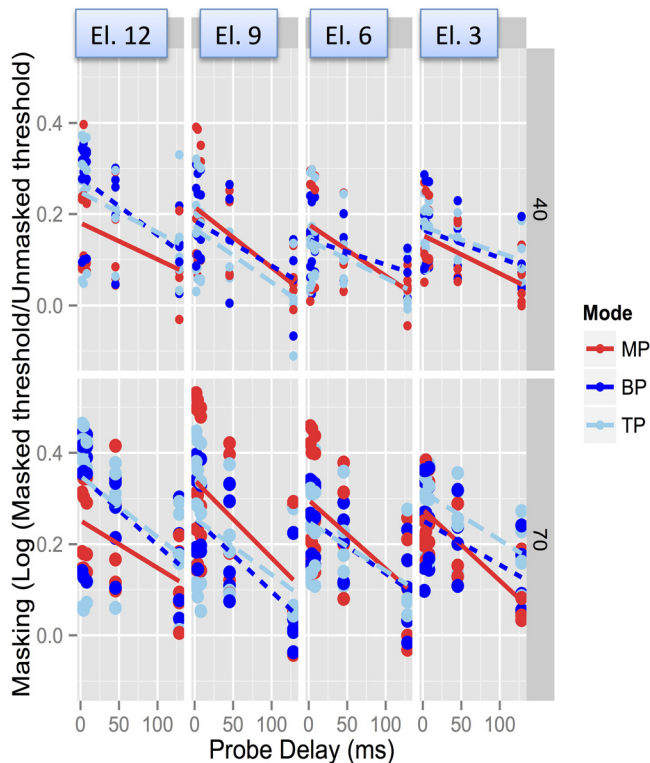 El. 12 El. 9 El. 6 El. 3
Masking (Log (Masked threshold/Unmasked threshold)
0.4
0.2
0.0
40
0.4
0.2
0.0
70
Mode
MP
BP
TP
0 50 100 0 50 100 0 50 100 0 50 100
Probe Delay (ms)